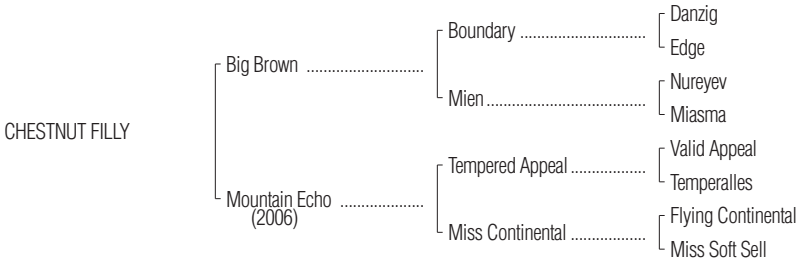 Danzig
Boundary ..............................
Edge
Big Brown ............................
Nureyev
Mien ......................................
Miasma
CHESTNUT FILLY
Valid Appeal
Tempered Appeal ..................
Temperalles
Mountain Echo ....................
(2006)
Flying Continental
Miss Continental ..................
Miss Soft Sell